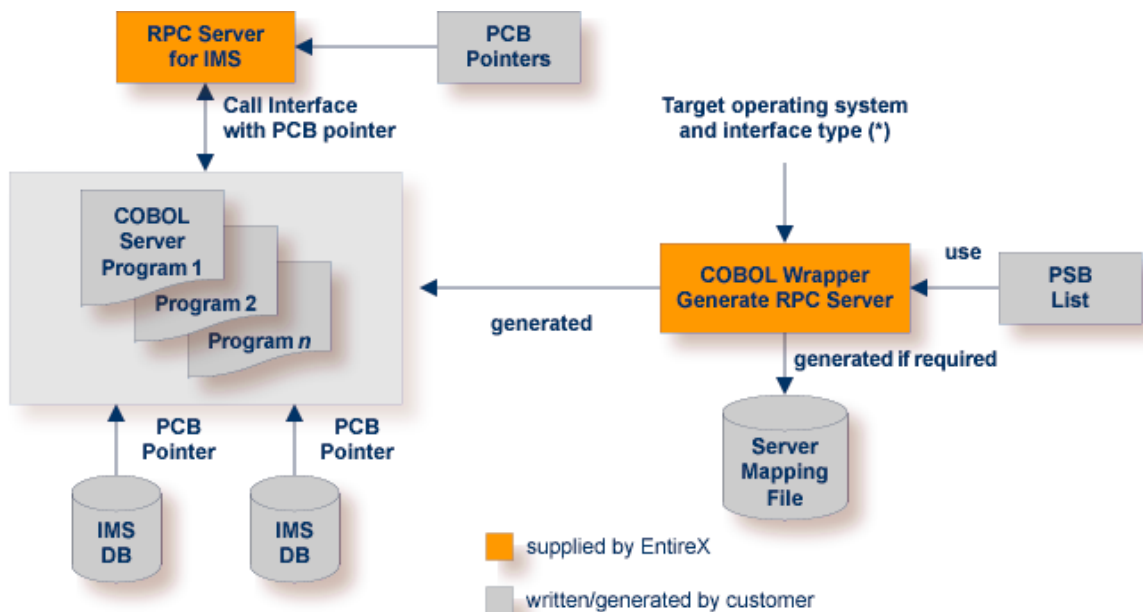 RPC Server
for IMS
PCB
Pointers
Call Interface
with PCB pointer
Target operating system
and interface type (*)
COBOL
Server
Program 1
Program 2
Program n
generated
COBOL Wrapper
Generate RPC Server
use
PSB
List
generated if required
PCB
Pointer
PCB
Pointer
Server
Mapping
File
IMS
DB
IMS
DB
supplied by EntireX
written/generated by customer